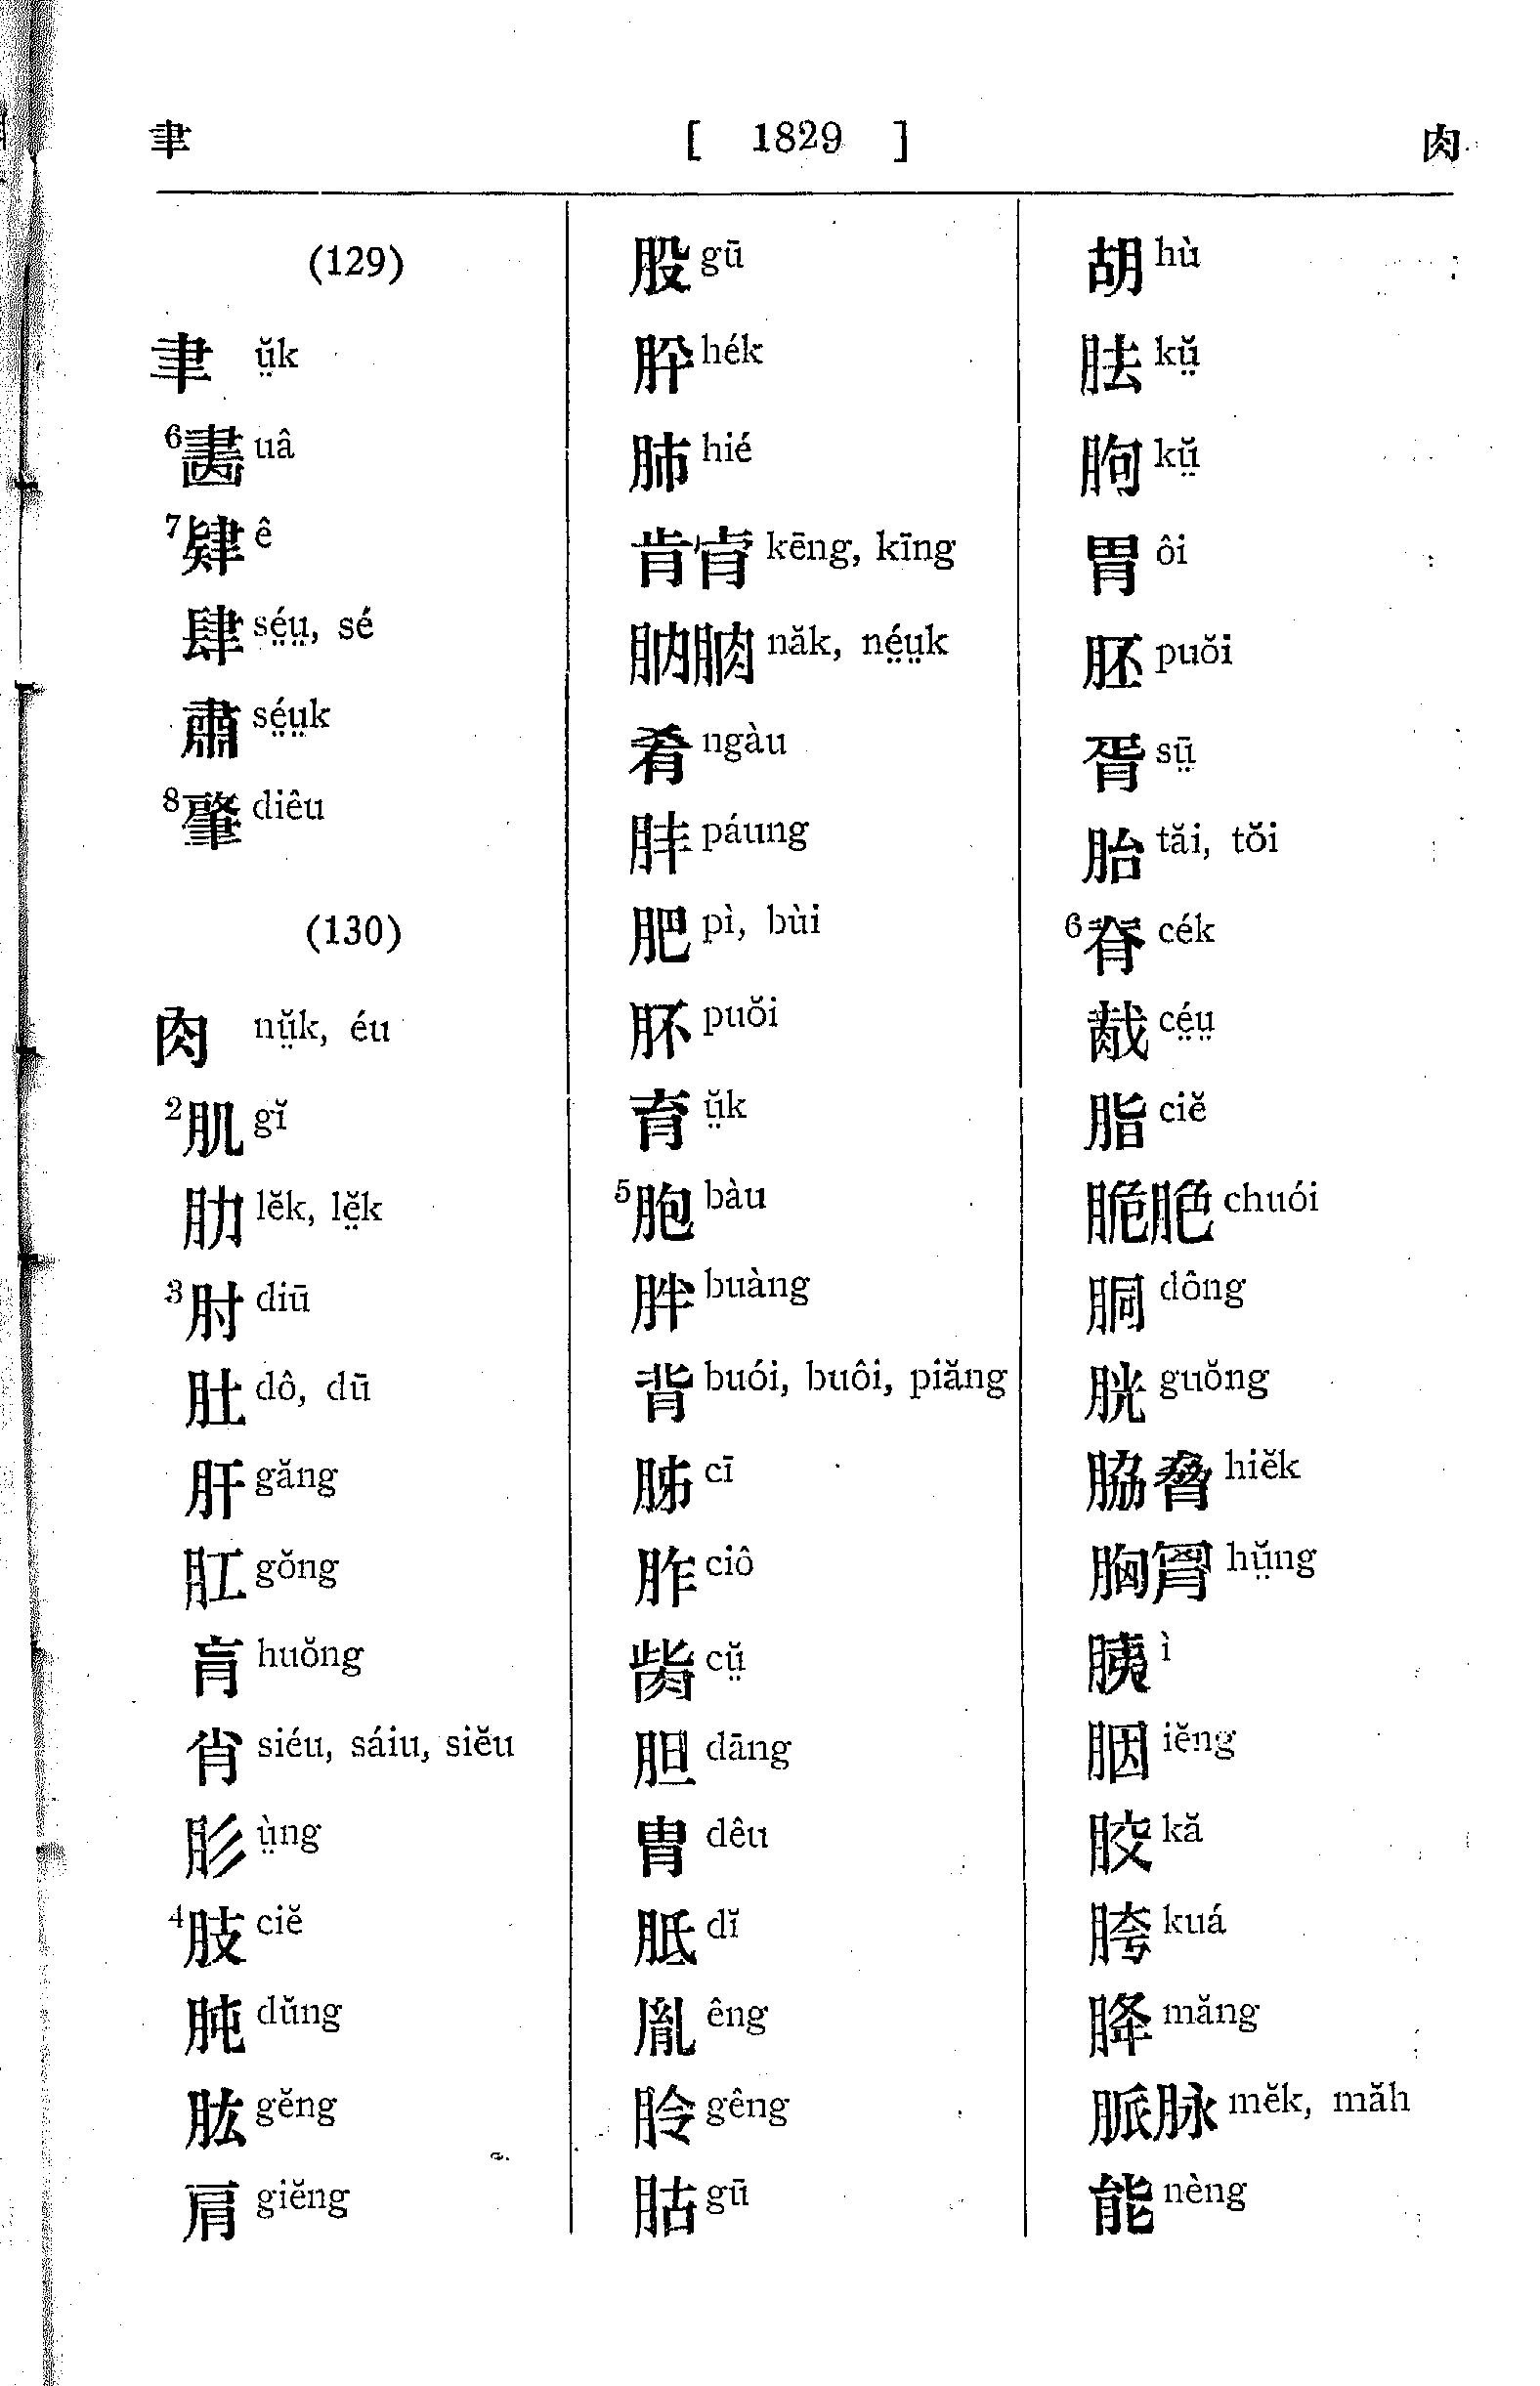 聿 [ 1829 ] 肉
(129)
聿 ṳ̆k
6 畵 uâ
7 肄 ê
肆 sé̤ṳ, sé
肅 sé̤ṳk
8 肇 diêu
(130)
肉 nṳ̆k, éu
2 肌 gĭ
肋 lĕk, lĕ̤k
3 肘 diū
肚 dô, dū
肝 găng
肛 gŏng
肓 huŏng
肖 siéu, sáiu, siĕu
肜 ṳ̀ng
4 肢 ciĕ
肫 dŭng
肱 gĕng
肩 giĕng
股 gū
肸 hék
肺 hié
肯肎 kēng, kīng
肭朒 năk, né̤ṳk
肴 ngàu
肨 páung
肥 pì, bùi
肧 puŏi
育 ṳ̆k
5 胞 bàu
胖 buàng
背 buói, buôi, piăng
胏 cī
胙 ciô
胔 cṳ̆
胆 dāng
冑 dêu
胝 dĭ
胤 êng
朎 gêng
胡 hù
胠 kṳ̆
胊 kṳ̆
胃 ôi
胚 puŏi
胥 sṳ̄
胎 tăi, tŏi
6 脊 cék
胾 cé̤ṳ
脂 ciĕ
脆脃 chuói
胴 dông
胱 guŏng
脇脅 hiĕk
胸胷 hṳ̆ng
胰 ì
胭 iĕng
胶 kă
胯 kuá
胮 măng
脈脉 mĕk, măh
能 nèng
股 gū